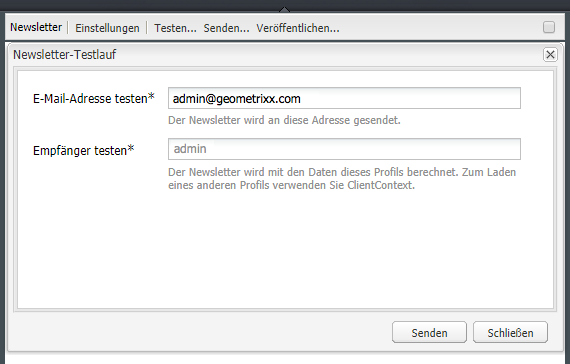 Newsletter Einstellungen Testen... Senden... Veröffentlichen...
Newsletter-Testlauf
E-Mail-Adresse testen* admin@geometrixx.com
Der Newsletter wird an diese Adresse gesendet.
Empfänger testen* admin
Der Newsletter wird mit den Daten dieses Profils berechnet. Zum Laden
eines anderen Profils verwenden Sie ClientContext.
Senden Schließen